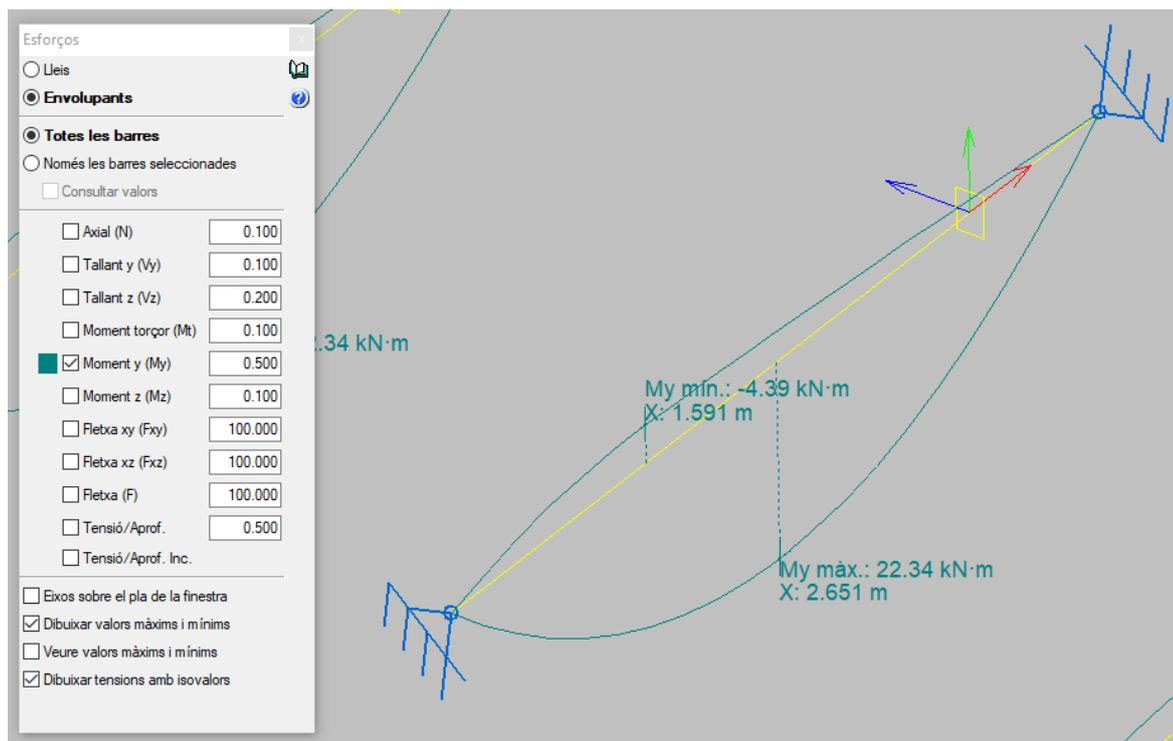 Esforços
x
Lleis
Envolupants
?
Totes les barres
Només les barres seleccionades
Consultar valors
Axial (N) 0.100
Tallant y (Vy) 0.100
Tallant z (Vz) 0.200
Moment torçor (Mt) 0.100
Moment y (My) 0.500
Moment z (Mz) 0.100
Fletxa xy (Fxy) 100.000
Fletxa xz (Fxz) 100.000
Fletxa (F) 100.000
Tensió/Aprof. 0.500
Tensió/Aprof. Inc.
Eixos sobre el pla de la finestra
Dibuixar valors màxims i mínims
Veure valors màxims i mínims
Dibuixar tensions amb isovalors
.34 kN·m
My mín.: -4.39 kN·m
X: 1.591 m
My màx.: 22.34 kN·m
X: 2.651 m